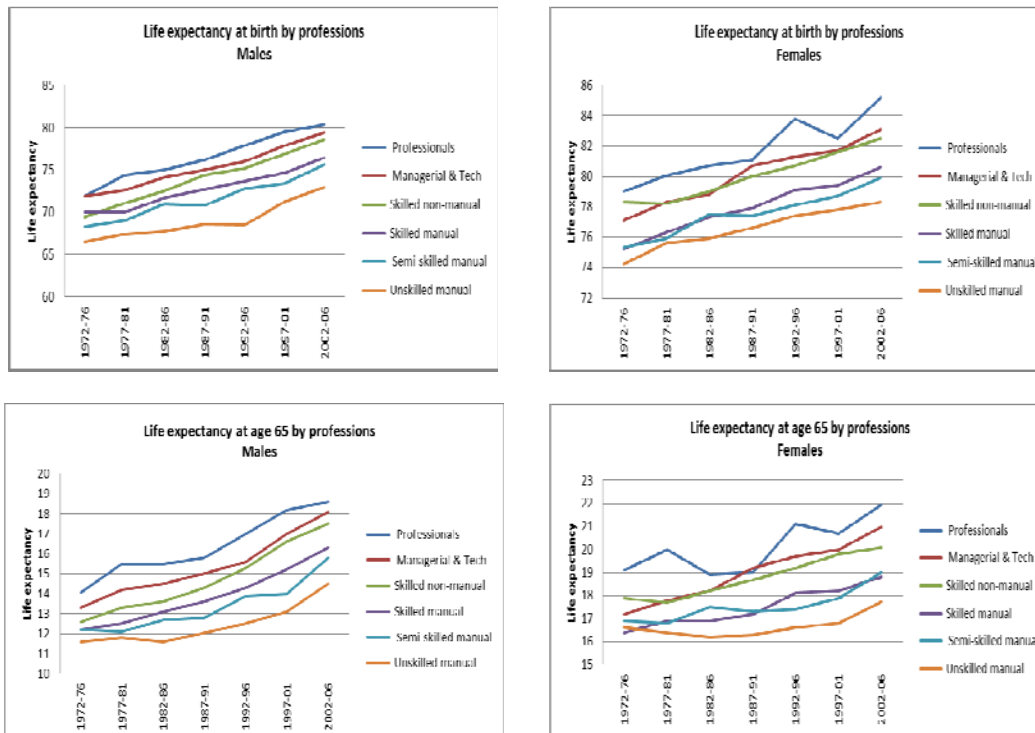 Life expectancy at birth by professions
Males
Life expectancy
85
80
75
70
65
60
1972-76
1977-81
1982-86
1987-91
1992-96
1997-01
2002-06
Professionals
Managerial & Tech
Skilled non-manual
Skilled manual
Semi skilled manual
Unskilled manual
Life expectancy at birth by professions
Females
Life expectancy
86
84
82
80
78
76
74
72
1972-76
1977-81
1982-86
1987-91
1992-96
1997-01
2002-06
Professionals
Managerial & Tech
Skilled non-manual
Skilled manual
Semi-skilled manua
Unskilled manual
Life expectancy at age 65 by professions
Males
Life expectancy
20
19
18
17
16
15
14
13
12
11
10
1972-76
1977-81
1982-86
1987-91
1992-96
1997-01
2002-06
Professionals
Managerial & Tech
Skilled non-manual
Skilled manual
Semi skilled manual
Unskilled manual
Life expectancy at age 65 by professions
Females
Life expectancy
23
22
21
20
19
18
17
16
15
1972-76
1977-81
1982-86
1987-91
1992-96
1997-01
2002-06
Professionals
Managerial & Tech
Skilled non-manual
Skilled manual
Semi-skilled manua
Unskilled manual